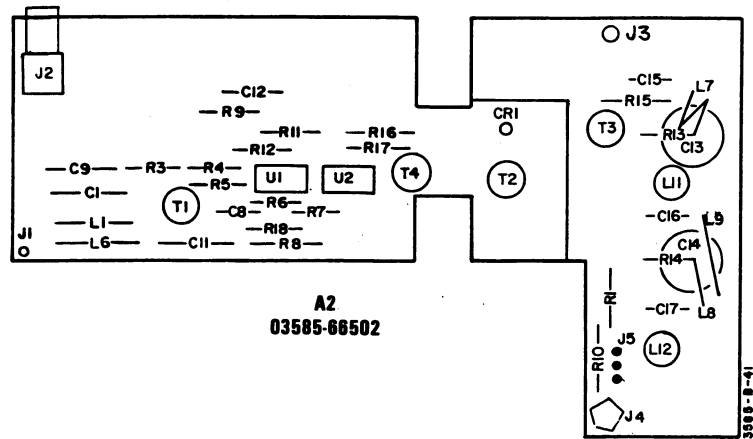 J3
J2
C12
R9
C15
L7
R15
CR1
R11
R16
T3
R13
C13
R12
R17
C9
R3
R4
U1
U2
T4
T2
L11
R5
C1
T1
R6
C8
R7
L1
C16
L9
R18
J1
L6
C11
R8
C14
R14
A2
03585-66502
R1
C17
L8
J5
R10
L12
J4
3585-B-41